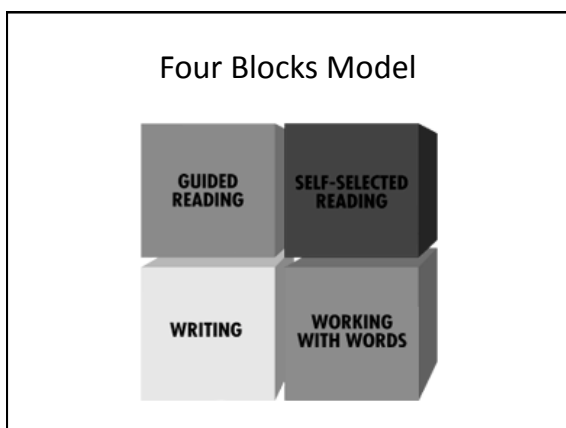 Four Blocks Model
GUIDED
READING
SELF-SELECTED
READING
WRITING
WORKING
WITH WORDS